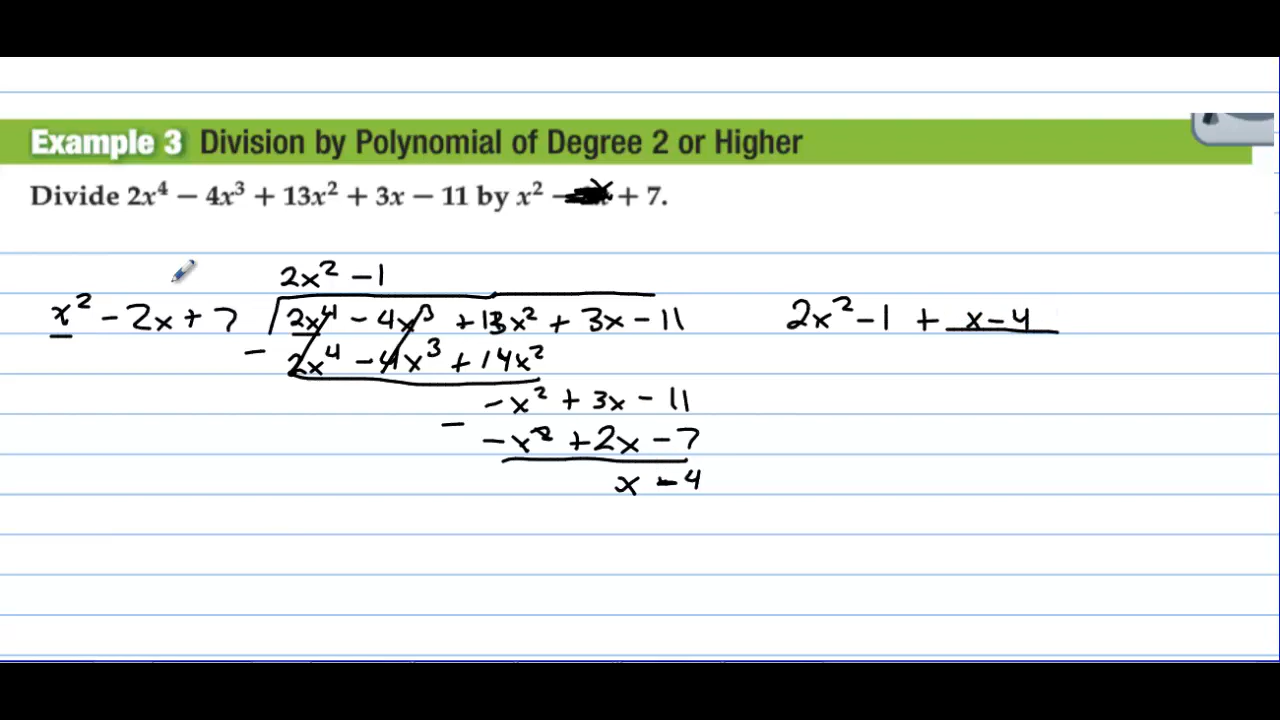 Example 3 Division by Polynomial of Degree 2 or Higher
Divide 2x⁴ − 4x³ + 13x² + 3x − 11 by x² − + 7.
2x² − 1
x² − 2x + 7 2x⁴ − 4x³ + 13x² + 3x − 11 2x² − 1 + x − 4
− 2x⁴ − 4x³ + 14x²
− x² + 3x − 11
− − x² + 2x − 7
x − 4